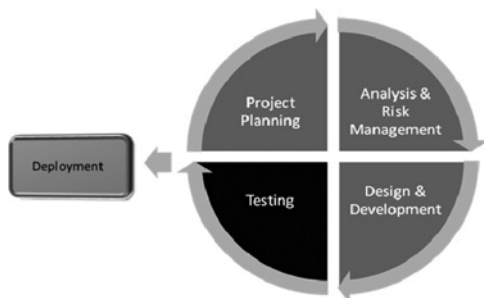 Project
Planning
Analysis &
Risk
Management
Deployment
Testing
Design &
Development